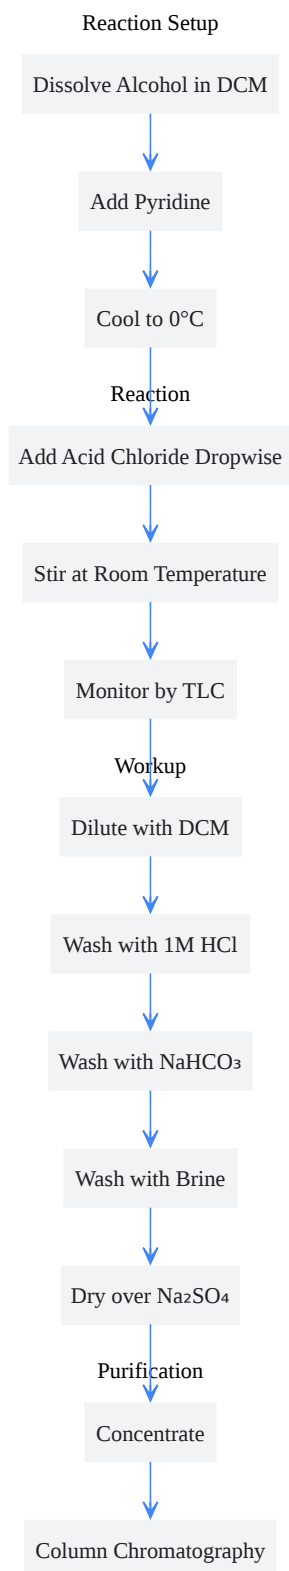 Reaction Setup
Dissolve Alcohol in DCM
Add Pyridine
Cool to 0°C
Reaction
Add Acid Chloride Dropwise
Stir at Room Temperature
Monitor by TLC
Workup
Dilute with DCM
Wash with 1M HCl
Wash with NaHCO₃
Wash with Brine
Dry over Na₂SO₄
Purification
Concentrate
Column Chromatography